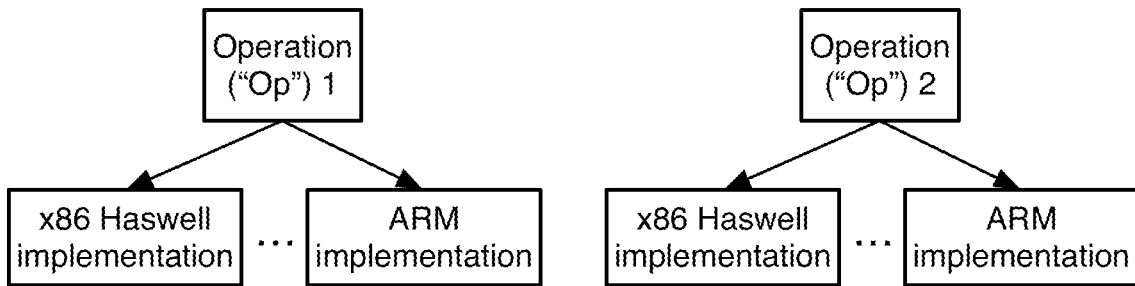 Operation
(“Op”) 1
Operation
(“Op”) 2
x86 Haswell
implementation
...
ARM
implementation
x86 Haswell
implementation
...
ARM
implementation